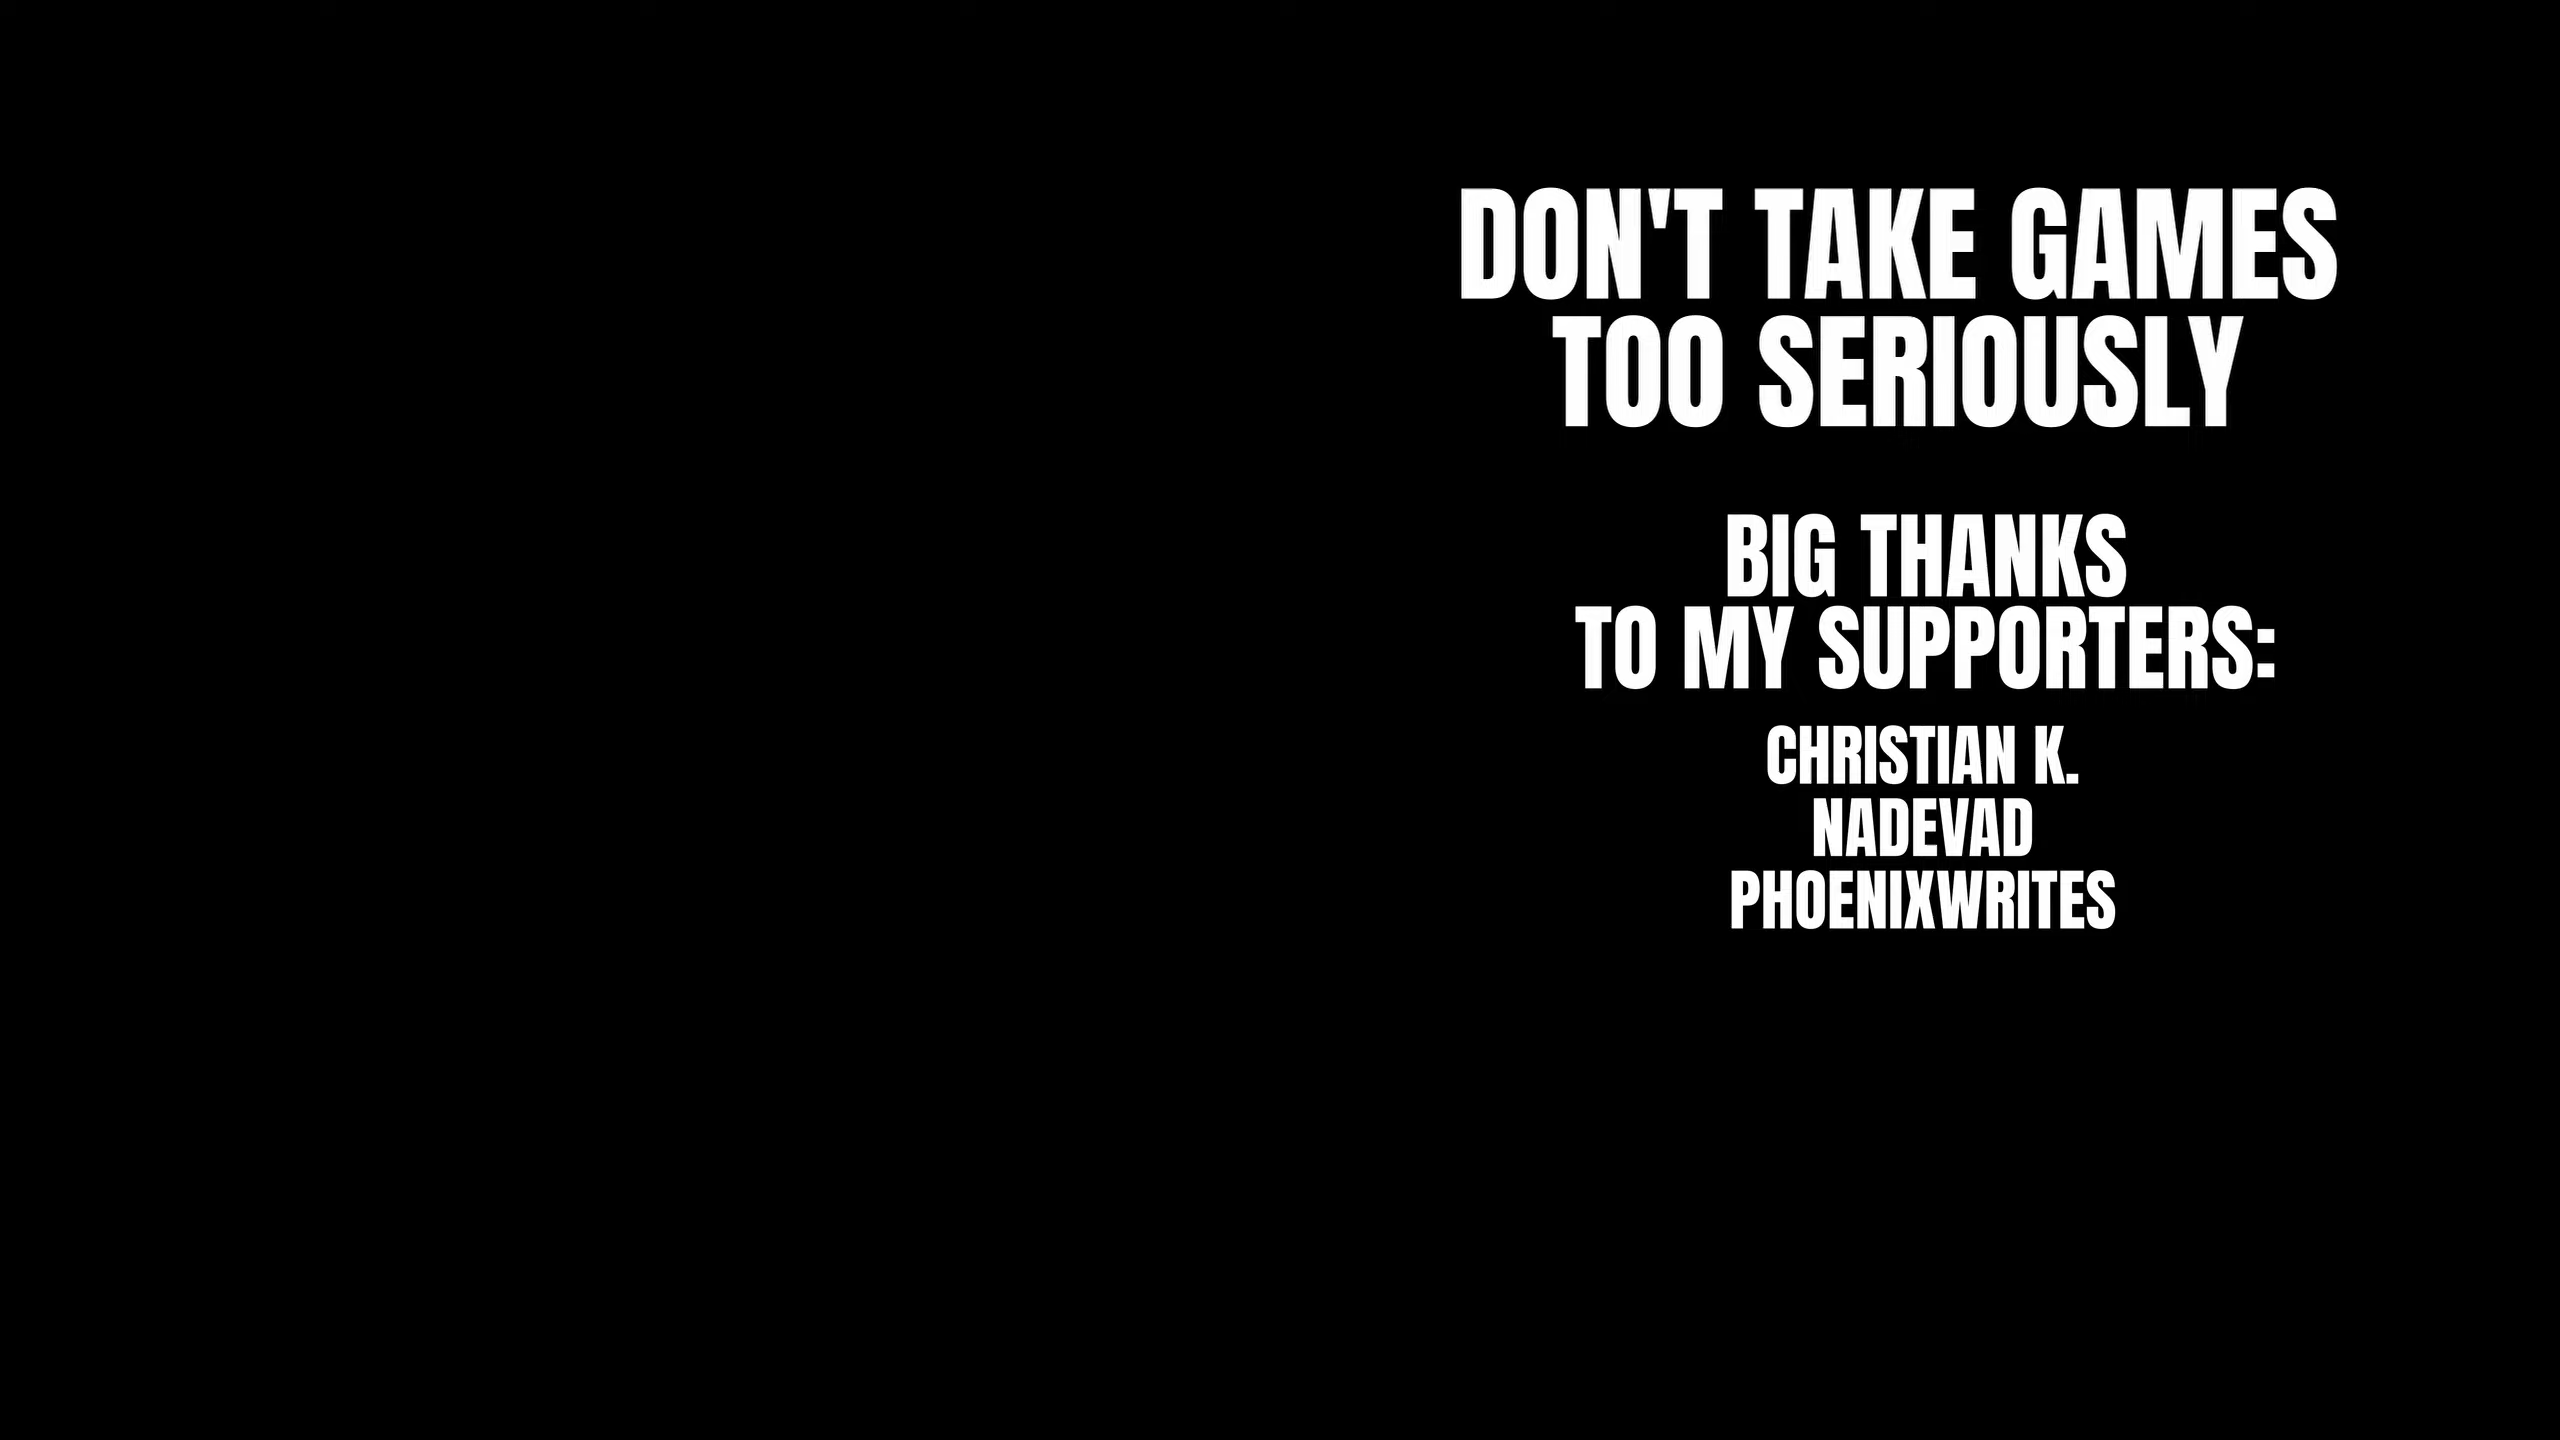 DON'T TAKE GAMES
TOO SERIOUSLY
BIG THANKS
TO MY SUPPORTERS:
CHRISTIAN K.
NADEVAD
PHOENIXWRITES